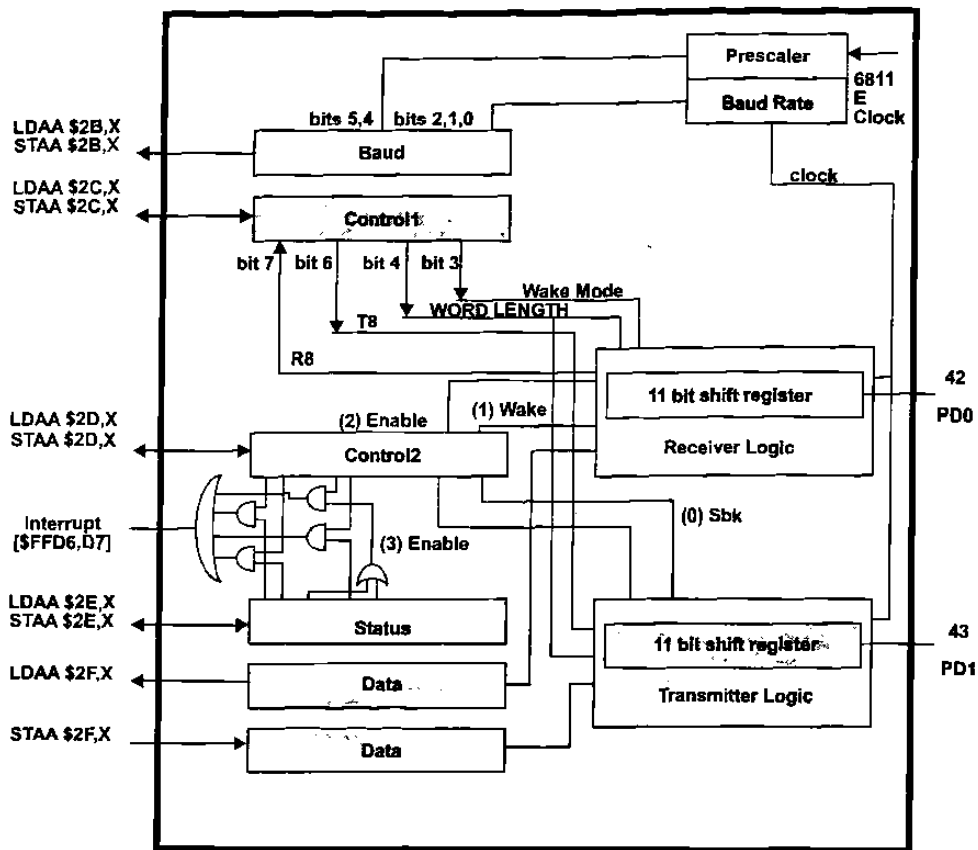 Prescaler
6811
E
Clock
Baud Rate
LDAA $2B,X
STAA $2B,X
bits 5,4
bits 2,1,0
Baud
clock
LDAA $2C,X
STAA $2C,X
Control1
bit 7
bit 6
bit 4
bit 3
Wake Mode
WORD LENGTH
T8
R8
11 bit shift register
Receiver Logic
42
PD0
LDAA $2D,X
STAA $2D,X
(2) Enable
(1) Wake
Control2
Interrupt
[$FFD6,D7]
(3) Enable
(0) Sbk
LDAA $2E,X
STAA $2E,X
Status
11 bit shift register
Transmitter Logic
43
PD1
LDAA $2F,X
Data
STAA $2F,X
Data